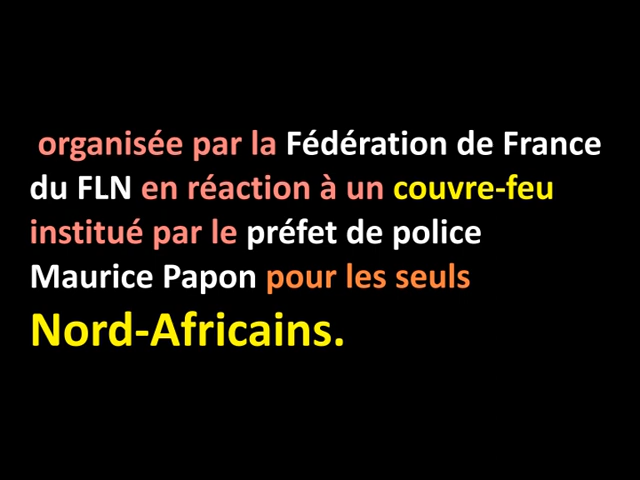 organisée par la Fédération de France
du FLN en réaction à un couvre-feu
institué par le préfet de police
Maurice Papon pour les seuls
Nord-Africains.